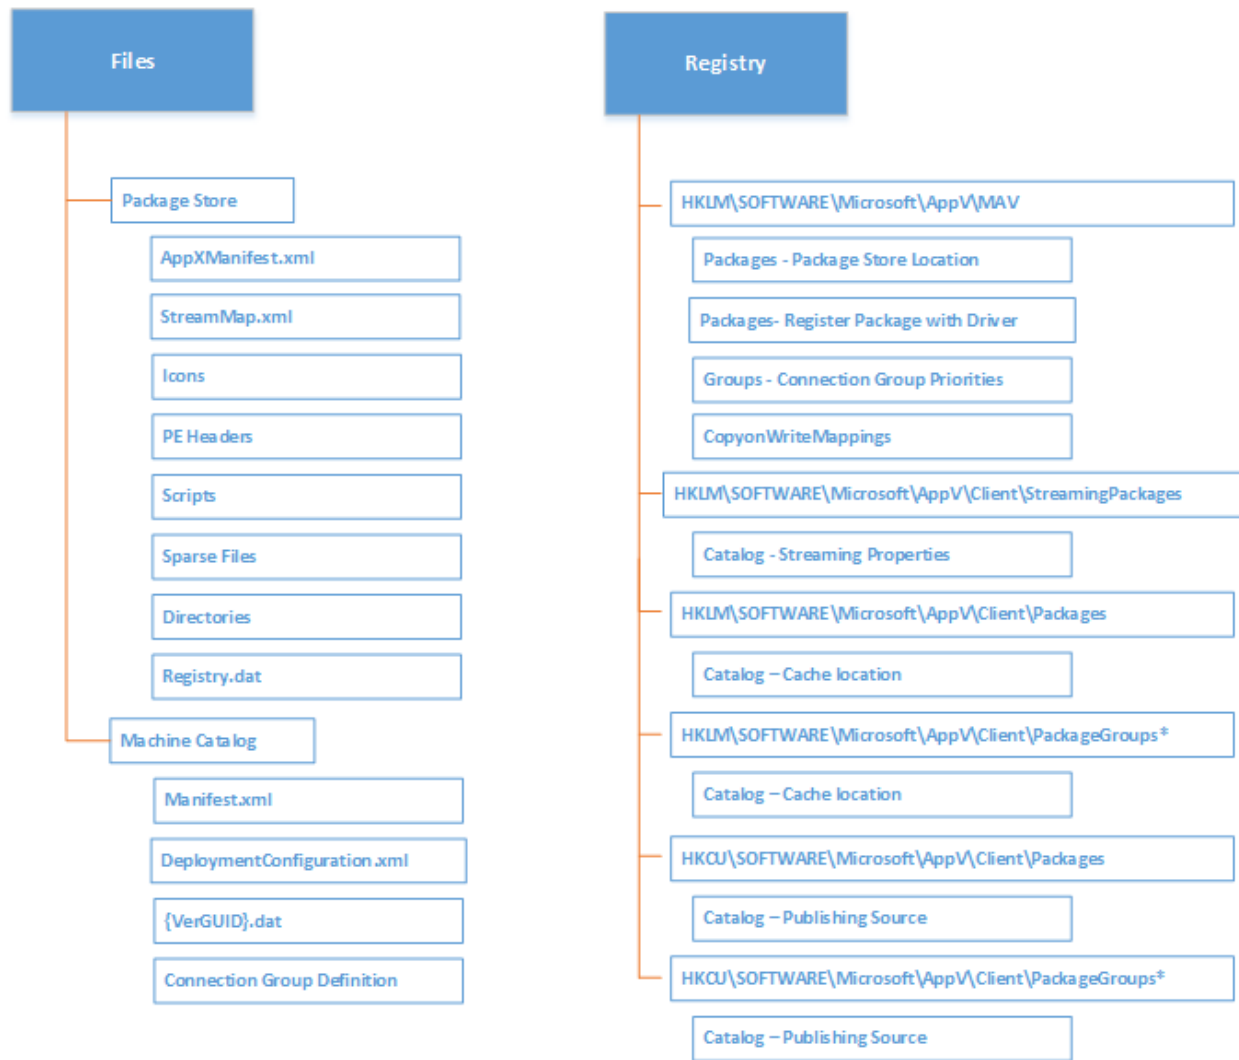 Files
Package Store
AppXManifest.xml
StreamMap.xml
Icons
PE Headers
Scripts
Sparse Files
Directories
Registry.dat
Machine Catalog
Manifest.xml
DeploymentConfiguration.xml
{VerGUID}.dat
Connection Group Definition
Registry
HKLM\SOFTWARE\Microsoft\AppV\MAV
Packages - Package Store Location
Packages- Register Package with Driver
Groups - Connection Group Priorities
CopyonWriteMappings
HKLM\SOFTWARE\Microsoft\AppV\Client\StreamingPackages
Catalog - Streaming Properties
HKLM\SOFTWARE\Microsoft\AppV\Client\Packages
Catalog – Cache location
HKLM\SOFTWARE\Microsoft\AppV\Client\PackageGroups*
Catalog – Cache location
HKCU\SOFTWARE\Microsoft\AppV\Client\Packages
Catalog – Publishing Source
HKCU\SOFTWARE\Microsoft\AppV\Client\PackageGroups*
Catalog – Publishing Source